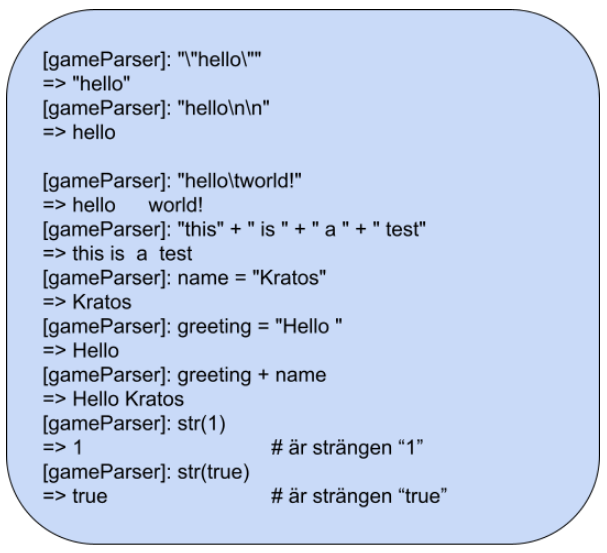 [gameParser]: "\"hello\""
=> "hello"
[gameParser]: "hello\n\n"
=> hello

[gameParser]: "hello\tworld!"
=> hello      world!
[gameParser]: "this" + " is " + " a " + " test"
=> this is  a  test
[gameParser]: name = "Kratos"
=> Kratos
[gameParser]: greeting = "Hello "
=> Hello
[gameParser]: greeting + name
=> Hello Kratos
[gameParser]: str(1)
=> 1                                  # är strängen “1”
[gameParser]: str(true)
=> true                              # är strängen “true”